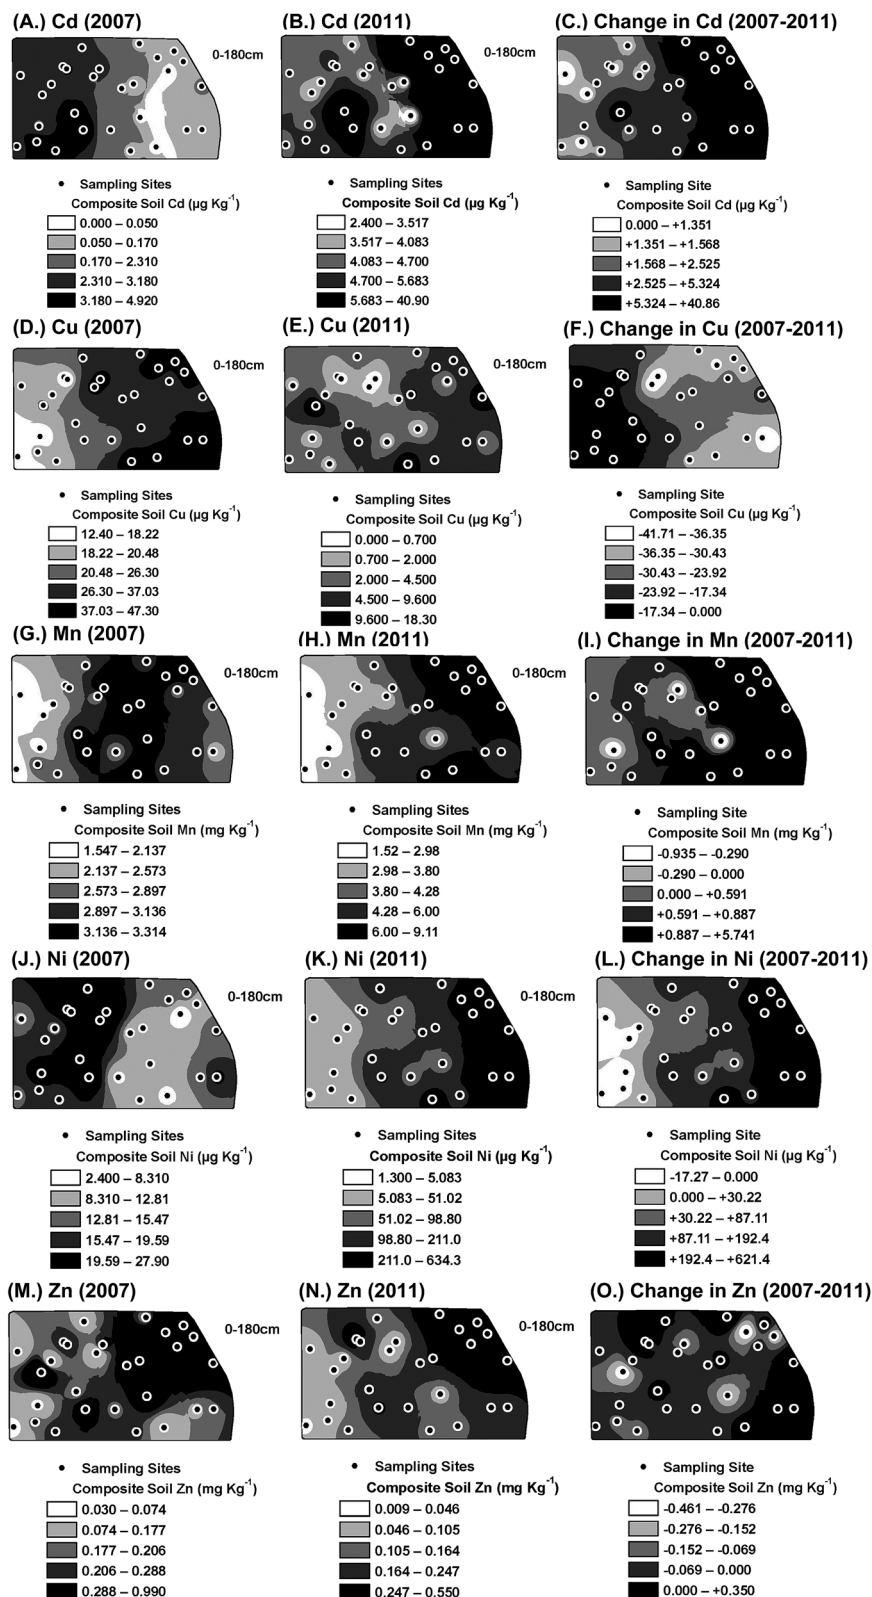 (A.) Cd (2007)
0-180cm
Sampling Sites
Composite Soil Cd (µg Kg-1)
0.000 – 0.050
0.050 – 0.170
0.170 – 2.310
2.310 – 3.180
3.180 – 4.920
(B.) Cd (2011)
Sampling Sites
Composite Soil Cd (µg Kg-1)
2.400 – 3.517
3.517 – 4.083
4.083 – 4.700
4.700 – 5.683
5.683 – 40.90
0-180cm
(C.) Change in Cd (2007-2011)
Sampling Site
Composite Soil Cd (µg Kg-1)
0.000 – +1.351
+1.351 – +1.568
+1.568 – +2.525
+2.525 – +5.324
+5.324 – +40.86
(D.) Cu (2007)
0-180cm
Sampling Sites
Composite Soil Cu (µg Kg-1)
12.40 – 18.22
18.22 – 20.48
20.48 – 26.30
26.30 – 37.03
37.03 – 47.30
(E.) Cu (2011)
0-180cm
Sampling Sites
Composite Soil Cu (µg Kg-1)
0.000 – 0.700
0.700 – 2.000
2.000 – 4.500
4.500 – 9.600
9.600 – 18.30
(F.) Change in Cu (2007-2011)
Sampling Site
Composite Soil Cu (µg Kg-1)
-41.71 – -36.35
-36.35 – -30.43
-30.43 – -23.92
-23.92 – -17.34
-17.34 – 0.000
(G.) Mn (2007)
0-180cm
Sampling Sites
Composite Soil Mn (mg Kg-1)
1.547 – 2.137
2.137 – 2.573
2.573 – 2.897
2.897 – 3.136
3.136 – 3.314
(H.) Mn (2011)
0-180cm
Sampling Sites
Composite Soil Mn (mg Kg-1)
1.52 – 2.98
2.98 – 3.80
3.80 – 4.28
4.28 – 6.00
6.00 – 9.11
(I.) Change in Mn (2007-2011)
Sampling Site
Composite Soil Mn (mg Kg-1)
-0.935 – -0.290
-0.290 – 0.000
0.000 – +0.591
+0.591 – +0.887
+0.887 – +5.741
(J.) Ni (2007)
0-180cm
Sampling Sites
Composite Soil Ni (µg Kg-1)
2.400 – 8.310
8.310 – 12.81
12.81 – 15.47
15.47 – 19.59
19.59 – 27.90
(K.) Ni (2011)
0-180cm
Sampling Sites
Composite Soil Ni (µg Kg-1)
1.300 – 5.083
5.083 – 51.02
51.02 – 98.80
98.80 – 211.0
211.0 – 634.3
(L.) Change in Ni (2007-2011)
Sampling Site
Composite Soil Ni (µg Kg-1)
-17.27 – 0.000
0.000 – +30.22
+30.22 – +87.11
+87.11 – +192.4
+192.4 – +621.4
(M.) Zn (2007)
0-180cm
Sampling Sites
Composite Soil Zn (mg Kg-1)
0.030 – 0.074
0.074 – 0.177
0.177 – 0.206
0.206 – 0.288
0.288 – 0.990
(N.) Zn (2011)
0-180cm
Sampling Sites
Composite Soil Zn (mg Kg-1)
0.009 – 0.046
0.046 – 0.105
0.105 – 0.164
0.164 – 0.247
0.247 – 0.550
(O.) Change in Zn (2007-2011)
Sampling Site
Composite Soil Zn (mg Kg-1)
-0.461 – -0.276
-0.276 – -0.152
-0.152 – -0.069
-0.069 – 0.000
0.000 – +0.350